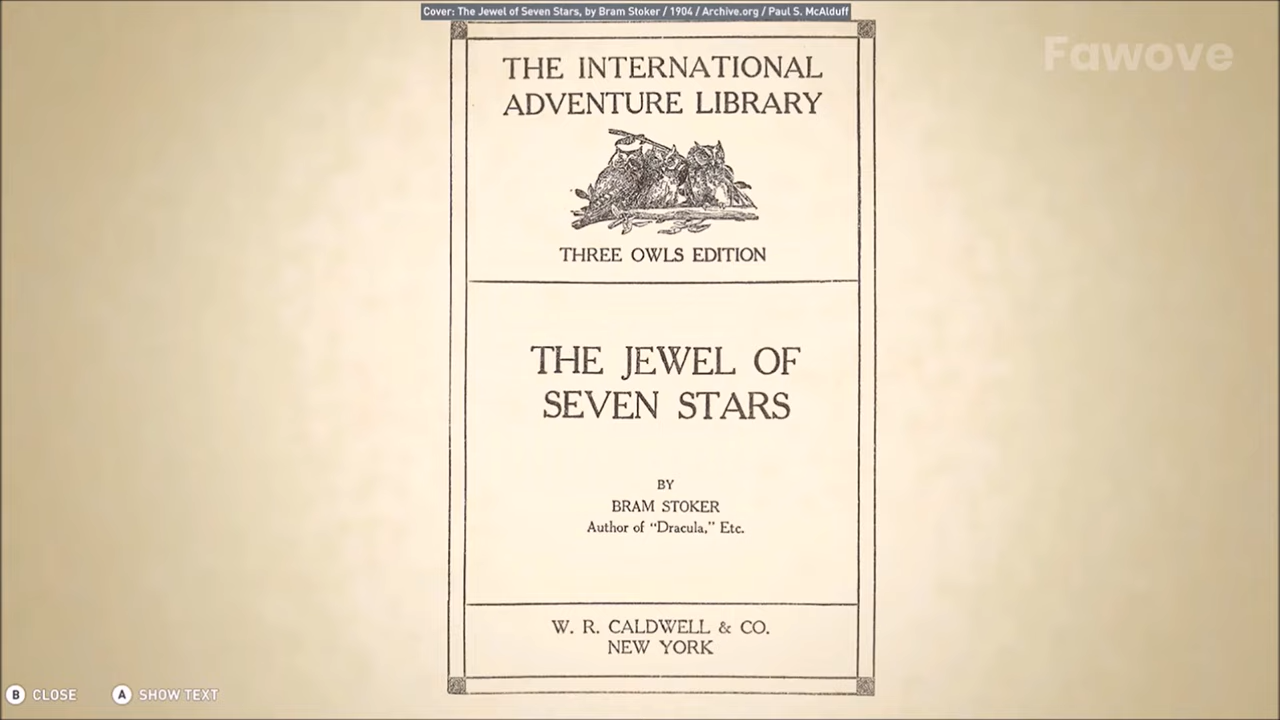 Cover: The Jewel of Seven Stars, by Bram Stoker / 1904 / Archive.org / Paul S. McAlduff
Fawove
THE INTERNATIONAL
ADVENTURE LIBRARY
THREE OWLS EDITION
THE JEWEL OF
SEVEN STARS
BY
BRAM STOKER
Author of "Dracula," Etc.
W. R. CALDWELL & CO.
NEW YORK
B CLOSE A SHOW TEXT